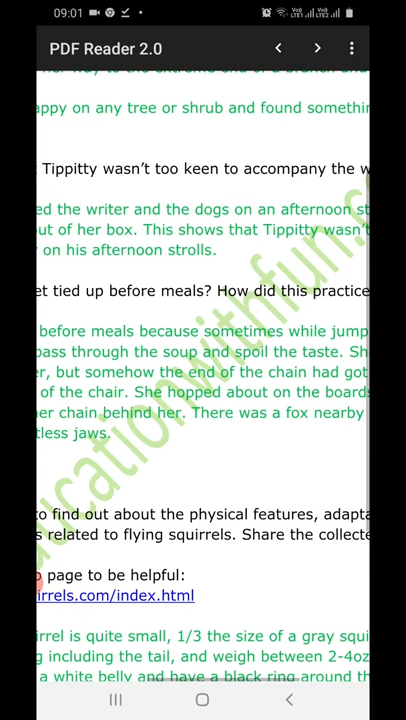 09:01
PDF Reader 2.0
appy on any tree or shrub and found somethin
Tippitty wasn't too keen to accompany the w
ed the writer and the dogs on an afternoon st
out of her box. This shows that Tippitty wasn't
on his afternoon strolls.
et tied up before meals? How did this practice
before meals because sometimes while jump
pass through the soup and spoil the taste. Sh
er, but somehow the end of the chain had got
of the chair. She hopped about on the boards
her chain behind her. There was a fox nearby
tless jaws.
to find out about the physical features, adapta
s related to flying squirrels. Share the collecte
page to be helpful:
irrels.com/index.html
irrel is quite small, 1/3 the size of a gray squi
g including the tail, and weigh between 2-4oz
a white belly and have a black ring around th
ducationwithfun.co